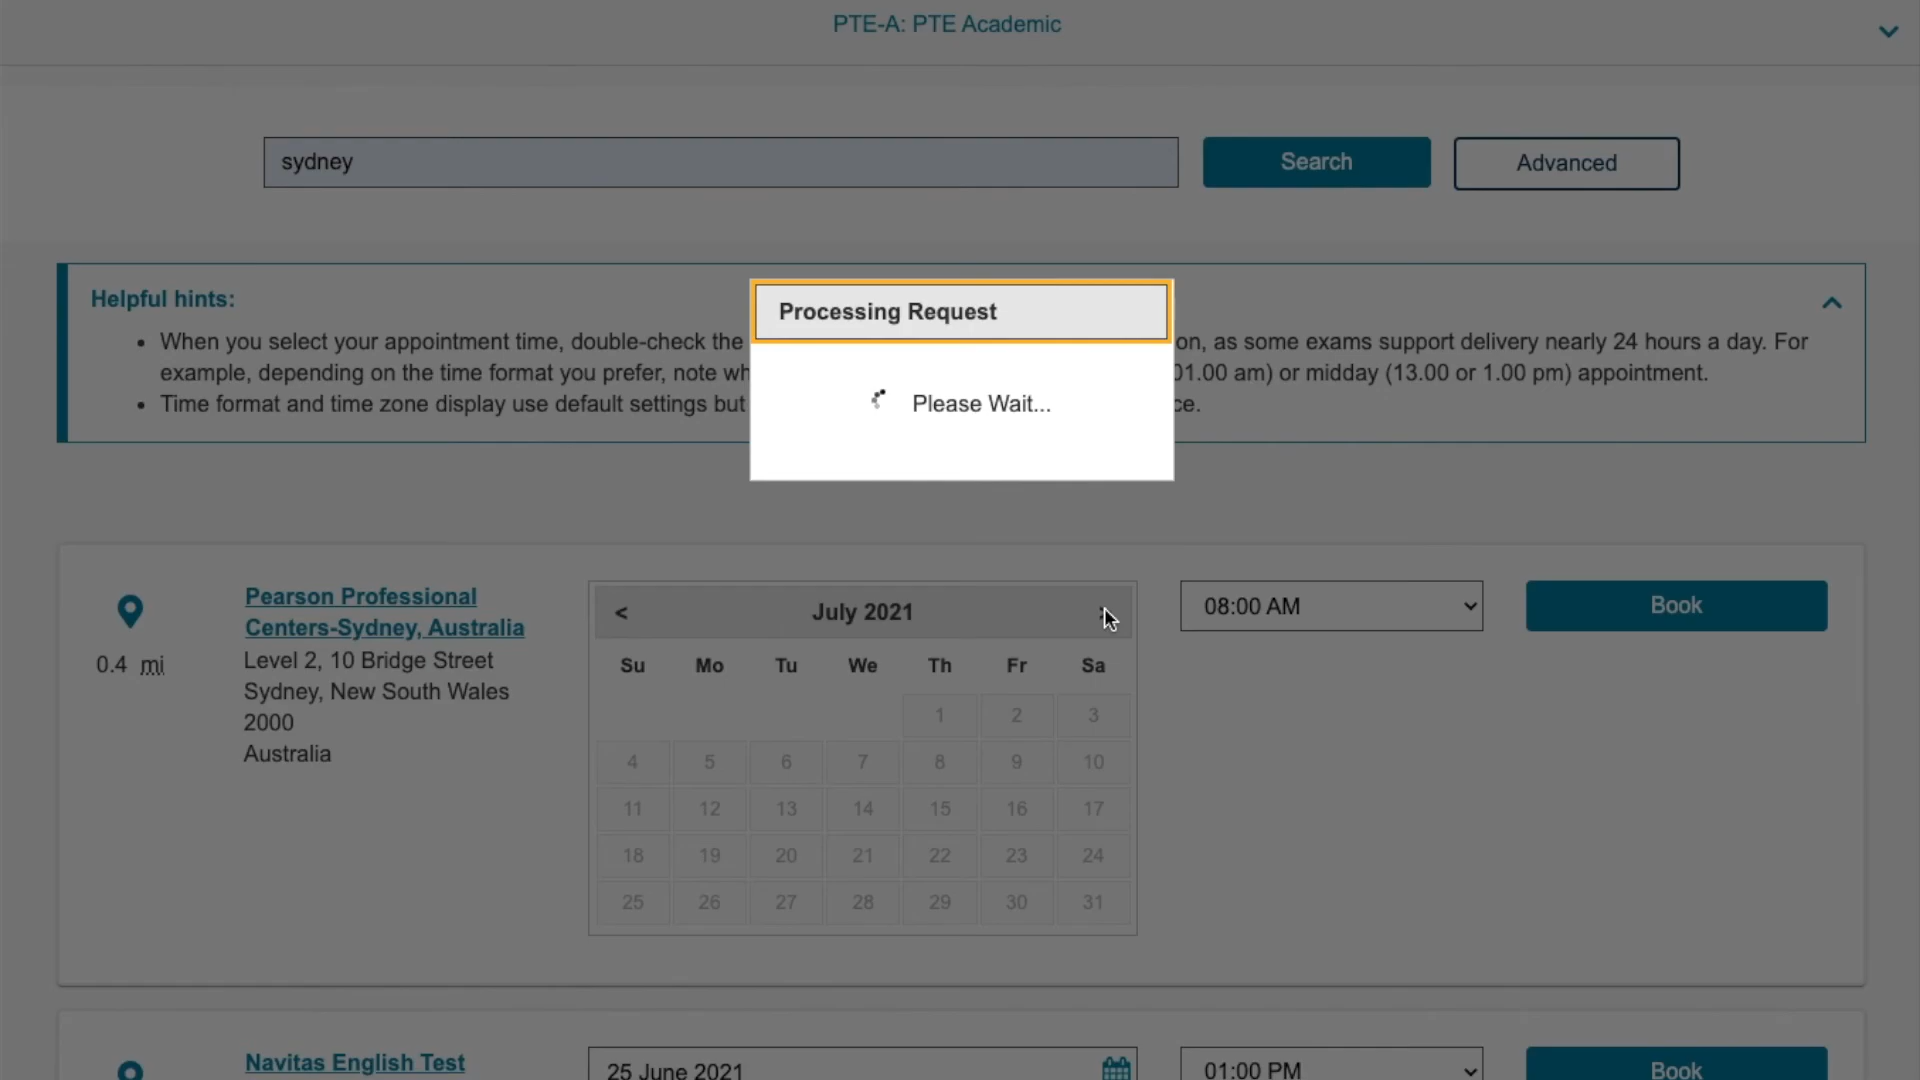 PTE-A: PTE Academic
sydney
Search
Advanced
Helpful hints:
Processing Request
• When you select your appointment time, double-check the on, as some exams support delivery nearly 24 hours a day. For
example, depending on the time format you prefer, note wh 01.00 am) or midday (13.00 or 1.00 pm) appointment.
• Time format and time zone display use default settings but ce.
Please Wait...
Pearson Professional
Centers-Sydney, Australia
0.4 mi
Level 2, 10 Bridge Street
Sydney, New South Wales
2000
Australia
< July 2021
Su Mo Tu We Th Fr Sa
1 2 3
4 5 6 7 8 9 10
11 12 13 14 15 16 17
18 19 20 21 22 23 24
25 26 27 28 29 30 31
08:00 AM
Book
Navitas English Test
25 June 2021
01:00 PM
Book